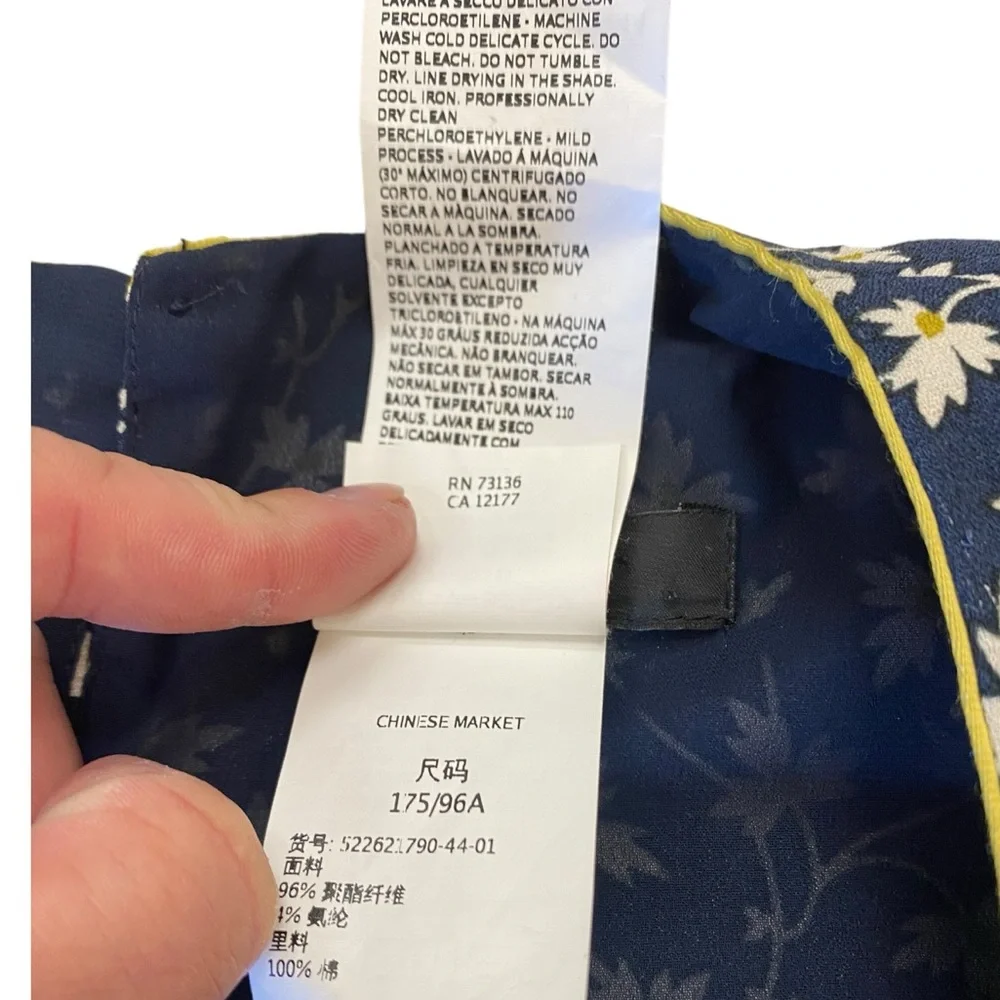 LAVARE A SECCO DELICATO CON
PERCLOROETILENE - MACHINE
WASH COLD DELICATE CYCLE. DO
NOT BLEACH. DO NOT TUMBLE
DRY. LINE DRYING IN THE SHADE.
COOL IRON. PROFESSIONALLY
DRY CLEAN
PERCHLOROETHYLENE - MILD
PROCESS - LAVADO Á MÁQUINA
(30° MÁXIMO) CENTRIFUGADO
CORTO. NO BLANQUEAR. NO
SECAR A MÀQUINA. SECADO
NORMAL A LA SOMBRA.
PLANCHADO A TEMPERATURA
FRIA. LIMPIEZA EN SECO MUY
DELICADA, CUALQUIER
SOLVENTE EXCEPTO
TRICLOROETILENO - NA MÁQUINA
MÁX 30 GRÁUS REDUZIDA ACÇÃO
MECÂNICA. NÃO BRANQUEAR.
NÃO SECAR EM TAMBOR. SECAR
NORMALMENTE À SOMBRA.
BAIXA TEMPERATURA MAX 110
GRAUS. LAVAR EM SECO
DELICADAMENTE COM
RN 73136
CA 12177
CHINESE MARKET
尺码
175/96A
货号: 522621790-44-01
面料
96% 聚酯纤维
4% 氨纶
里料
100% 棉